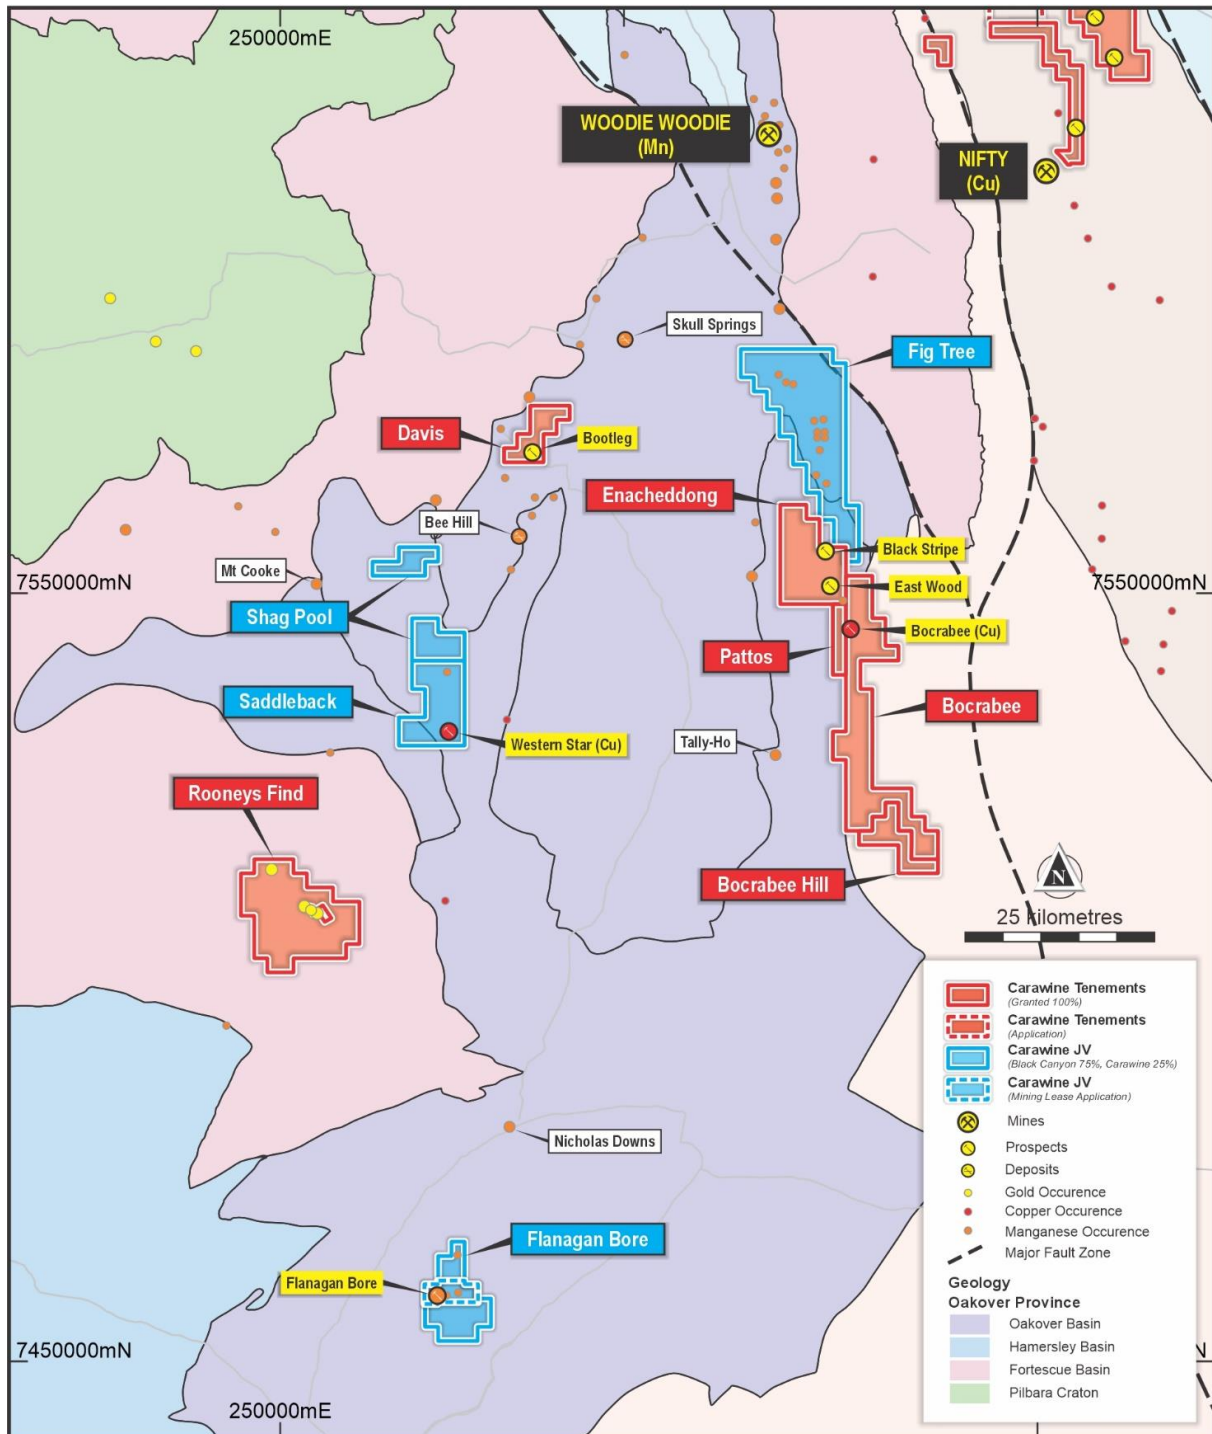 250000mE
WOODIE WOODIE
(Mn)
NIFTY
(Cu)
Skull Springs
Fig Tree
Davis
Bootleg
Enacheddong
Bee Hill
Black Stripe
Mt Cooke
7550000mN
7550000mN
East Wood
Shag Pool
Bocrabee (Cu)
Pattos
Saddleback
Bocrabee
Western Star (Cu)
Tally-Ho
Rooneys Find
Bocrabee Hill
N
25 kilometres
Carawine Tenements
(Granted 100%)
Carawine Tenements
(Application)
Carawine JV
(Black Canyon 75%, Carawine 25%)
Carawine JV
(Mining Lease Application)
Mines
Prospects
Deposits
Gold Occurence
Copper Occurence
Manganese Occurence
Major Fault Zone
Geology
Oakover Province
Oakover Basin
Hamersley Basin
Fortescue Basin
Pilbara Craton
Nicholas Downs
Flanagan Bore
Flanagan Bore
7450000mN
N
250000mE